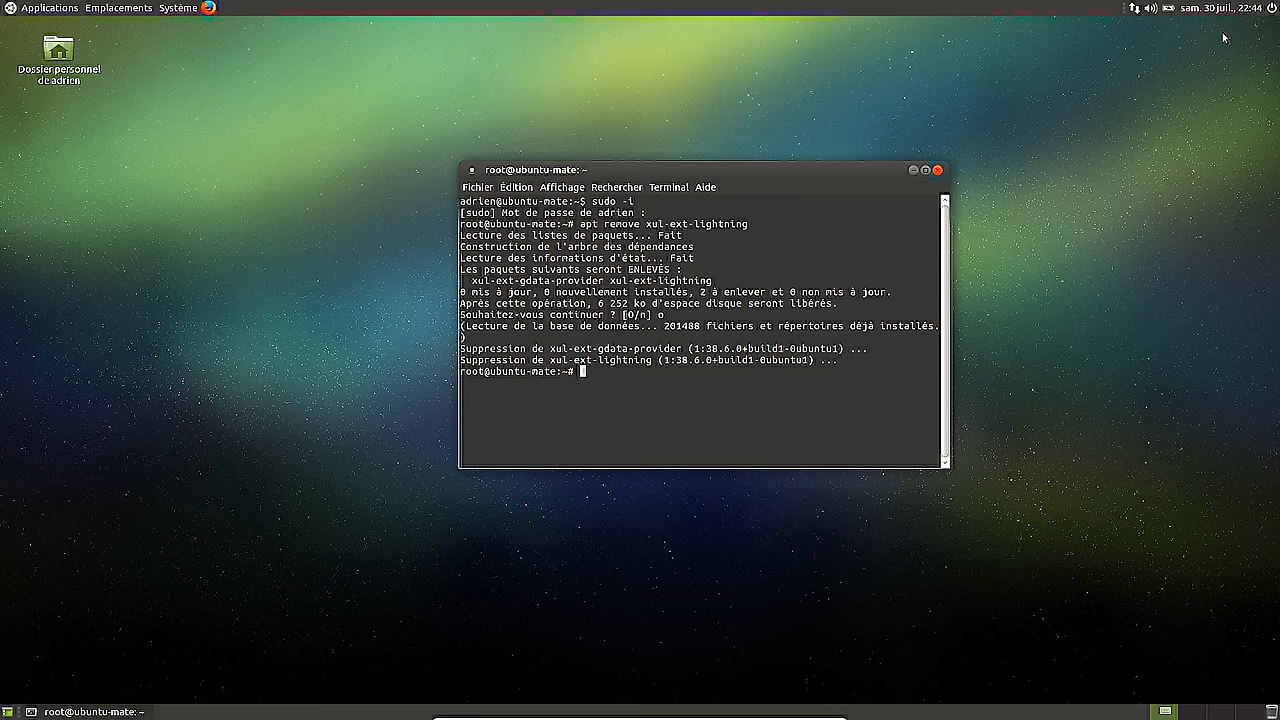 Applications Emplacements Système
sam. 30 juil., 22:44
Dossier personnel
de adrien
root@ubuntu-mate: ~
Fichier Édition Affichage Rechercher Terminal Aide
adrien@ubuntu-mate:~$ sudo -i
[sudo] Mot de passe de adrien :
root@ubuntu-mate:~# apt remove xul-ext-lightning
Lecture des listes de paquets... Fait
Construction de l'arbre des dépendances
Lecture des informations d'état... Fait
Les paquets suivants seront ENLEVÉS :
xul-ext-gdata-provider xul-ext-lightning
0 mis à jour, 0 nouvellement installés, 2 à enlever et 0 non mis à jour.
Après cette opération, 6 252 ko d'espace disque seront libérés.
Souhaitez-vous continuer ? [O/n] o
(Lecture de la base de données... 201488 fichiers et répertoires déjà installés.
)
Suppression de xul-ext-gdata-provider (1:38.6.0+build1-0ubuntu1) ...
Suppression de xul-ext-lightning (1:38.6.0+build1-0ubuntu1) ...
root@ubuntu-mate:~#
root@ubuntu-mate: ~